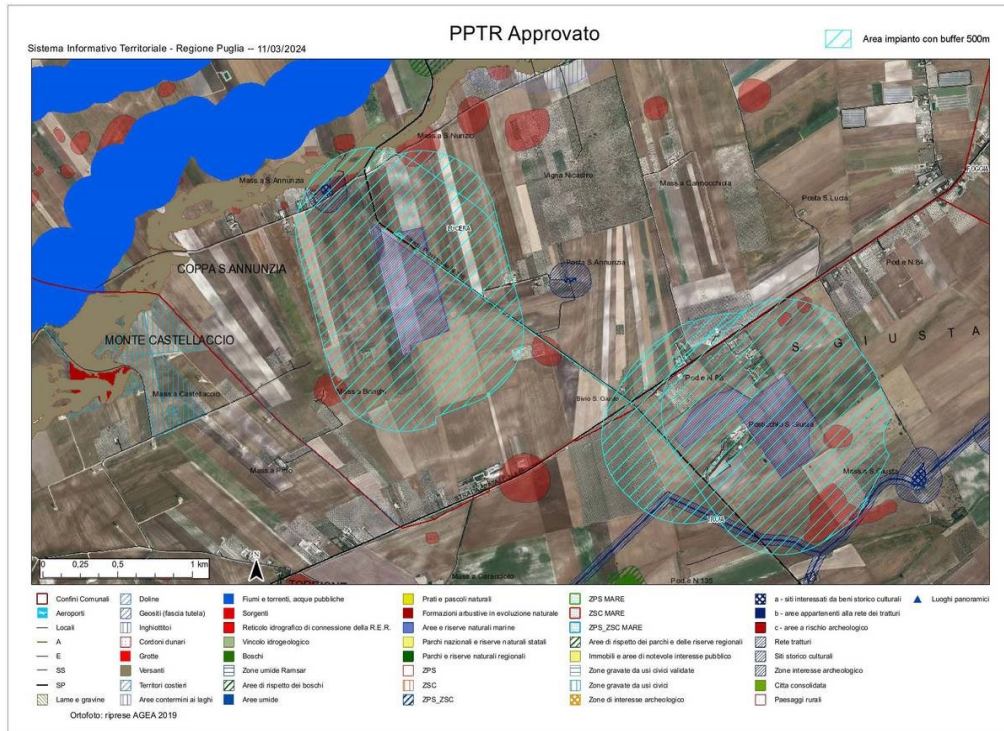 PPTR Approvato
Sistema Informativo Territoriale - Regione Puglia -- 11/03/2024
Area impianto con buffer 500m
Mass.a S.Nunzio
Mass.a S.Annunzia
Vigna Nicastro
Mass.a Cannocchiola
FOGGIA
Posta S.Lucia
LUCERA
COPPA S.ANNUNZIA
Posta S.Annunzia
Pod.e N.84
S GIUSTA
MONTE CASTELLACCIO
Mass.a Castellaccio
Pod.e N.83
Bivio S. Giusta
Mass.a S.Giusta
TROIA
Pod.e N.135
0 0,25 0,5 1 km
N
Confini Comunali
Aeroporti
Locali
A
E
SS
SP
Lame e gravine
Doline
Geositi (fascia tutela)
Inghiottitoi
Cordoni dunari
Grotte
Versanti
Territori costieri
Aree contermini ai laghi
Fiumi e torrenti, acque pubbliche
Sorgenti
Reticolo idrografico di connessione della R.E.R.
Vincolo idrogeologico
Boschi
Zone umide Ramsar
Aree di rispetto dei boschi
Aree umide
Prati e pascoli naturali
Formazioni arbustive in evoluzione naturale
Aree e riserve naturali marine
Parchi nazionali e riserve naturali statali
Parchi e riserve naturali regionali
ZPS
ZSC
ZPS_ZSC
ZPS MARE
ZSC MARE
ZPS_ZSC MARE
Aree di rispetto dei parchi e delle riserve regionali
Immobili e aree di notevole interesse pubblico
Zone gravate da usi civici validate
Zone gravate da usi civici
Zone di interesse archeologico
a - siti interessati da beni storico culturali
b - aree appartenenti alla rete dei tratturi
c - aree a rischio archeologico
Rete tratturi
Siti storico culturali
Zone interesse archeologico
Citta consolidata
Paesaggi rurali
Luoghi panoramici
Ortofoto: riprese AGEA 2019